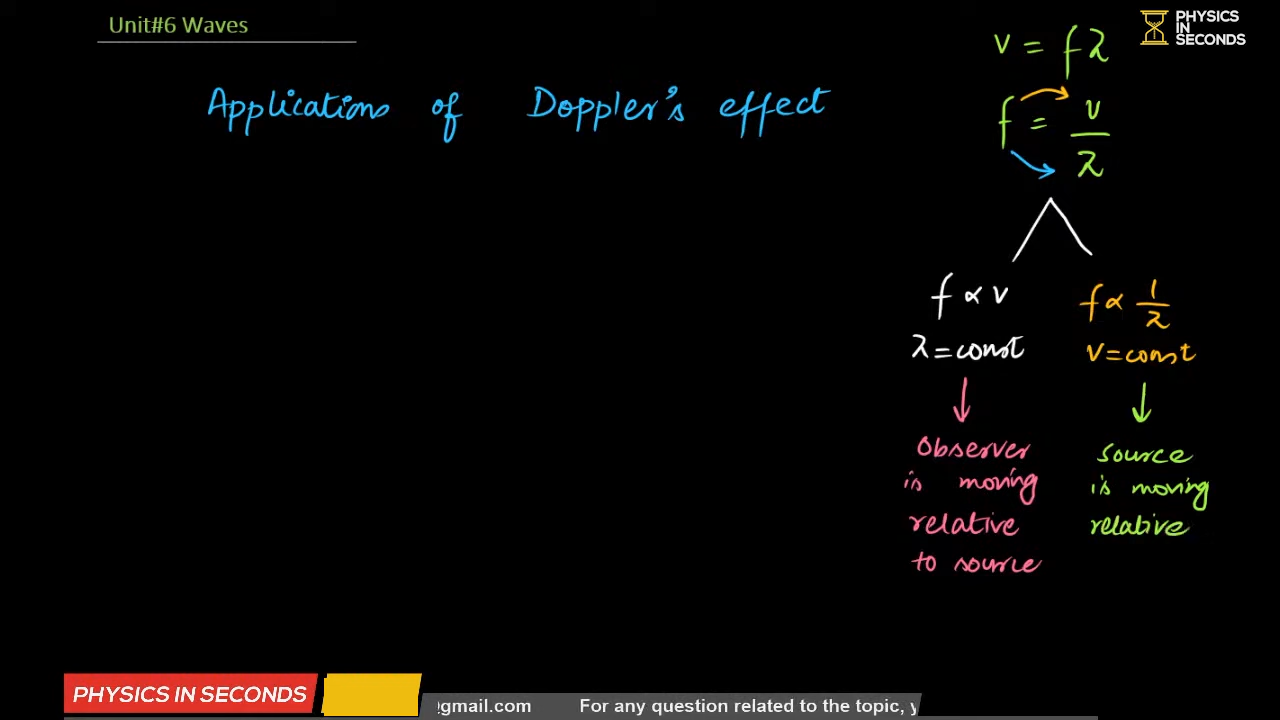 Unit#6 Waves
PHYSICS
IN
SECONDS
v = fλ
Applications of Doppler's effect
f = v/λ
f ∝ v
λ = const
Observer
is moving
relative
to source
f ∝ 1/λ
v = const
source
is moving
relative
PHYSICS IN SECONDS
gmail.com For any question related to the topic,